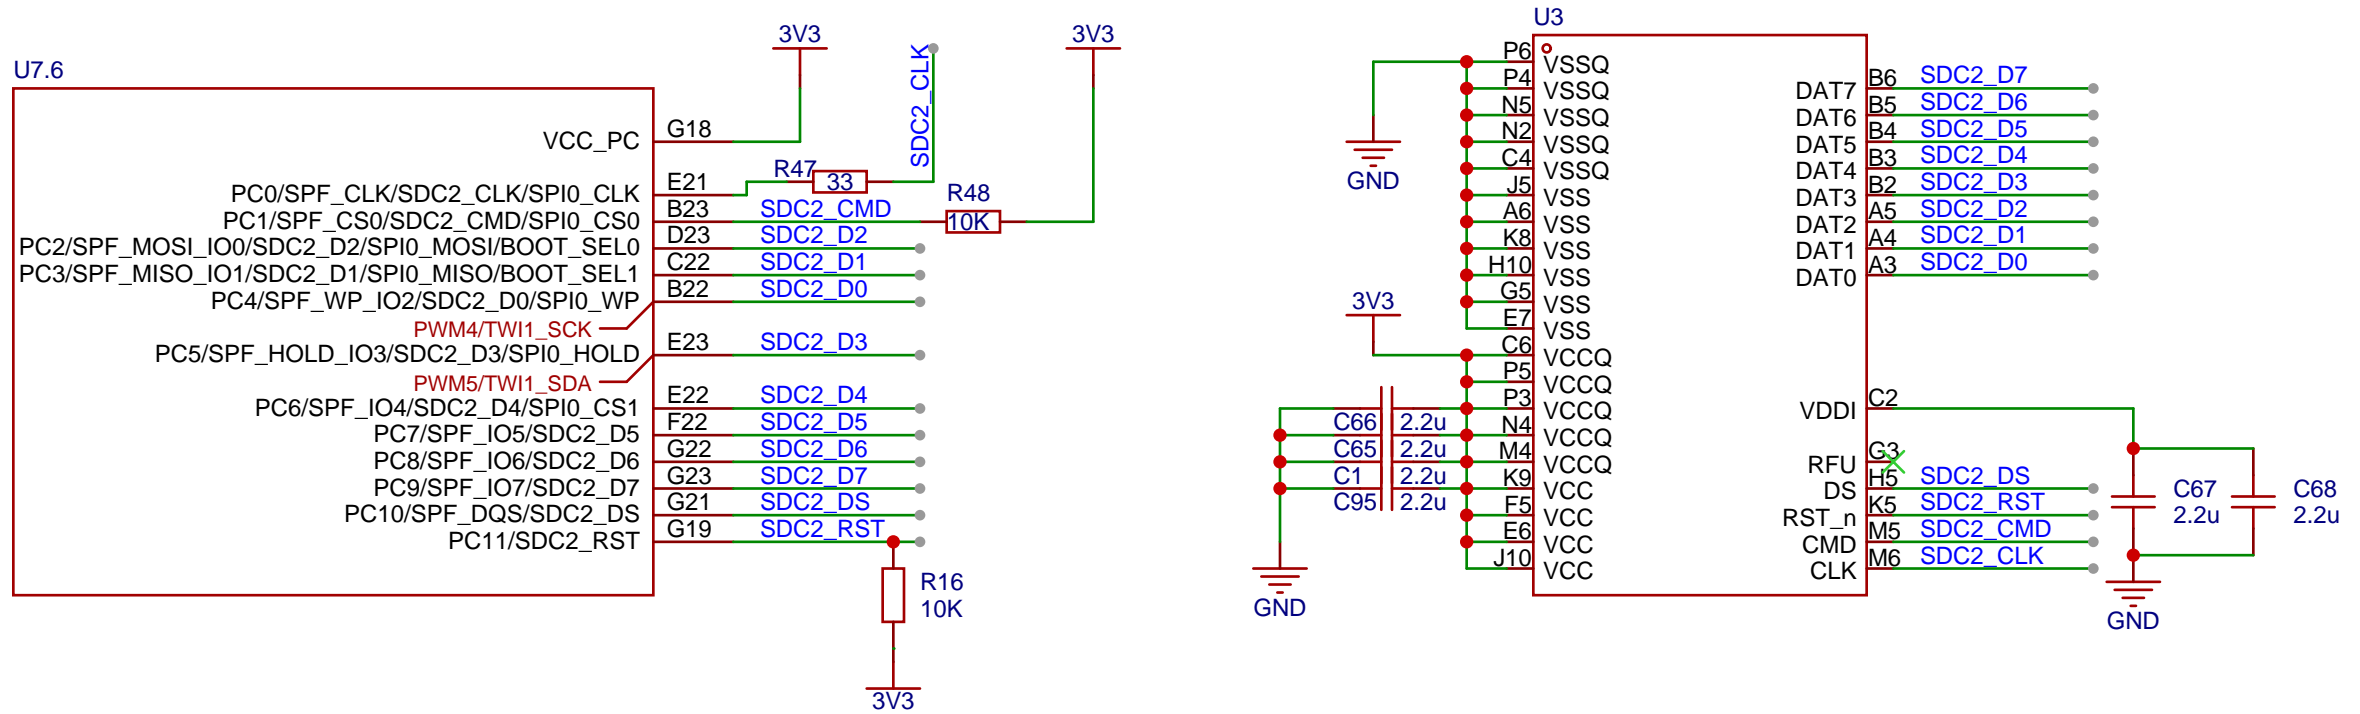 U7.6
VCC_PC
G18
3V3
PC0/SPF_CLK/SDC2_CLK/SPI0_CLK
E21
R47
33
SDC2_CLK
PC1/SPF_CS0/SDC2_CMD/SPI0_CS0
B23
SDC2_CMD
R48
10K
3V3
PC2/SPF_MOSI_IO0/SDC2_D2/SPI0_MOSI/BOOT_SEL0
D23
SDC2_D2
PC3/SPF_MISO_IO1/SDC2_D1/SPI0_MISO/BOOT_SEL1
C22
SDC2_D1
PC4/SPF_WP_IO2/SDC2_D0/SPI0_WP
B22
SDC2_D0
PWM4/TWI1_SCK
PC5/SPF_HOLD_IO3/SDC2_D3/SPI0_HOLD
E23
SDC2_D3
PWM5/TWI1_SDA
PC6/SPF_IO4/SDC2_D4/SPI0_CS1
E22
SDC2_D4
PC7/SPF_IO5/SDC2_D5
F22
SDC2_D5
PC8/SPF_IO6/SDC2_D6
G22
SDC2_D6
PC9/SPF_IO7/SDC2_D7
G23
SDC2_D7
PC10/SPF_DQS/SDC2_DS
G21
SDC2_DS
PC11/SDC2_RST
G19
SDC2_RST
R16
10K
3V3
U3
P6
VSSQ
P4
VSSQ
N5
VSSQ
N2
VSSQ
C4
VSSQ
J5
VSS
A6
VSS
K8
VSS
H10
VSS
G5
VSS
E7
VSS
C6
VCCQ
P5
VCCQ
P3
VCCQ
N4
VCCQ
M4
VCCQ
K9
VCC
F5
VCC
E6
VCC
J10
VCC
GND
3V3
C66 2.2u
C65 2.2u
C1 2.2u
C95 2.2u
GND
DAT7
B6
SDC2_D7
DAT6
B5
SDC2_D6
DAT5
B4
SDC2_D5
DAT4
B3
SDC2_D4
DAT3
B2
SDC2_D3
DAT2
A5
SDC2_D2
DAT1
A4
SDC2_D1
DAT0
A3
SDC2_D0
VDDI
C2
RFU
G3
DS
H5
SDC2_DS
RST_n
K5
SDC2_RST
CMD
M5
SDC2_CMD
CLK
M6
SDC2_CLK
C67
2.2u
C68
2.2u
GND